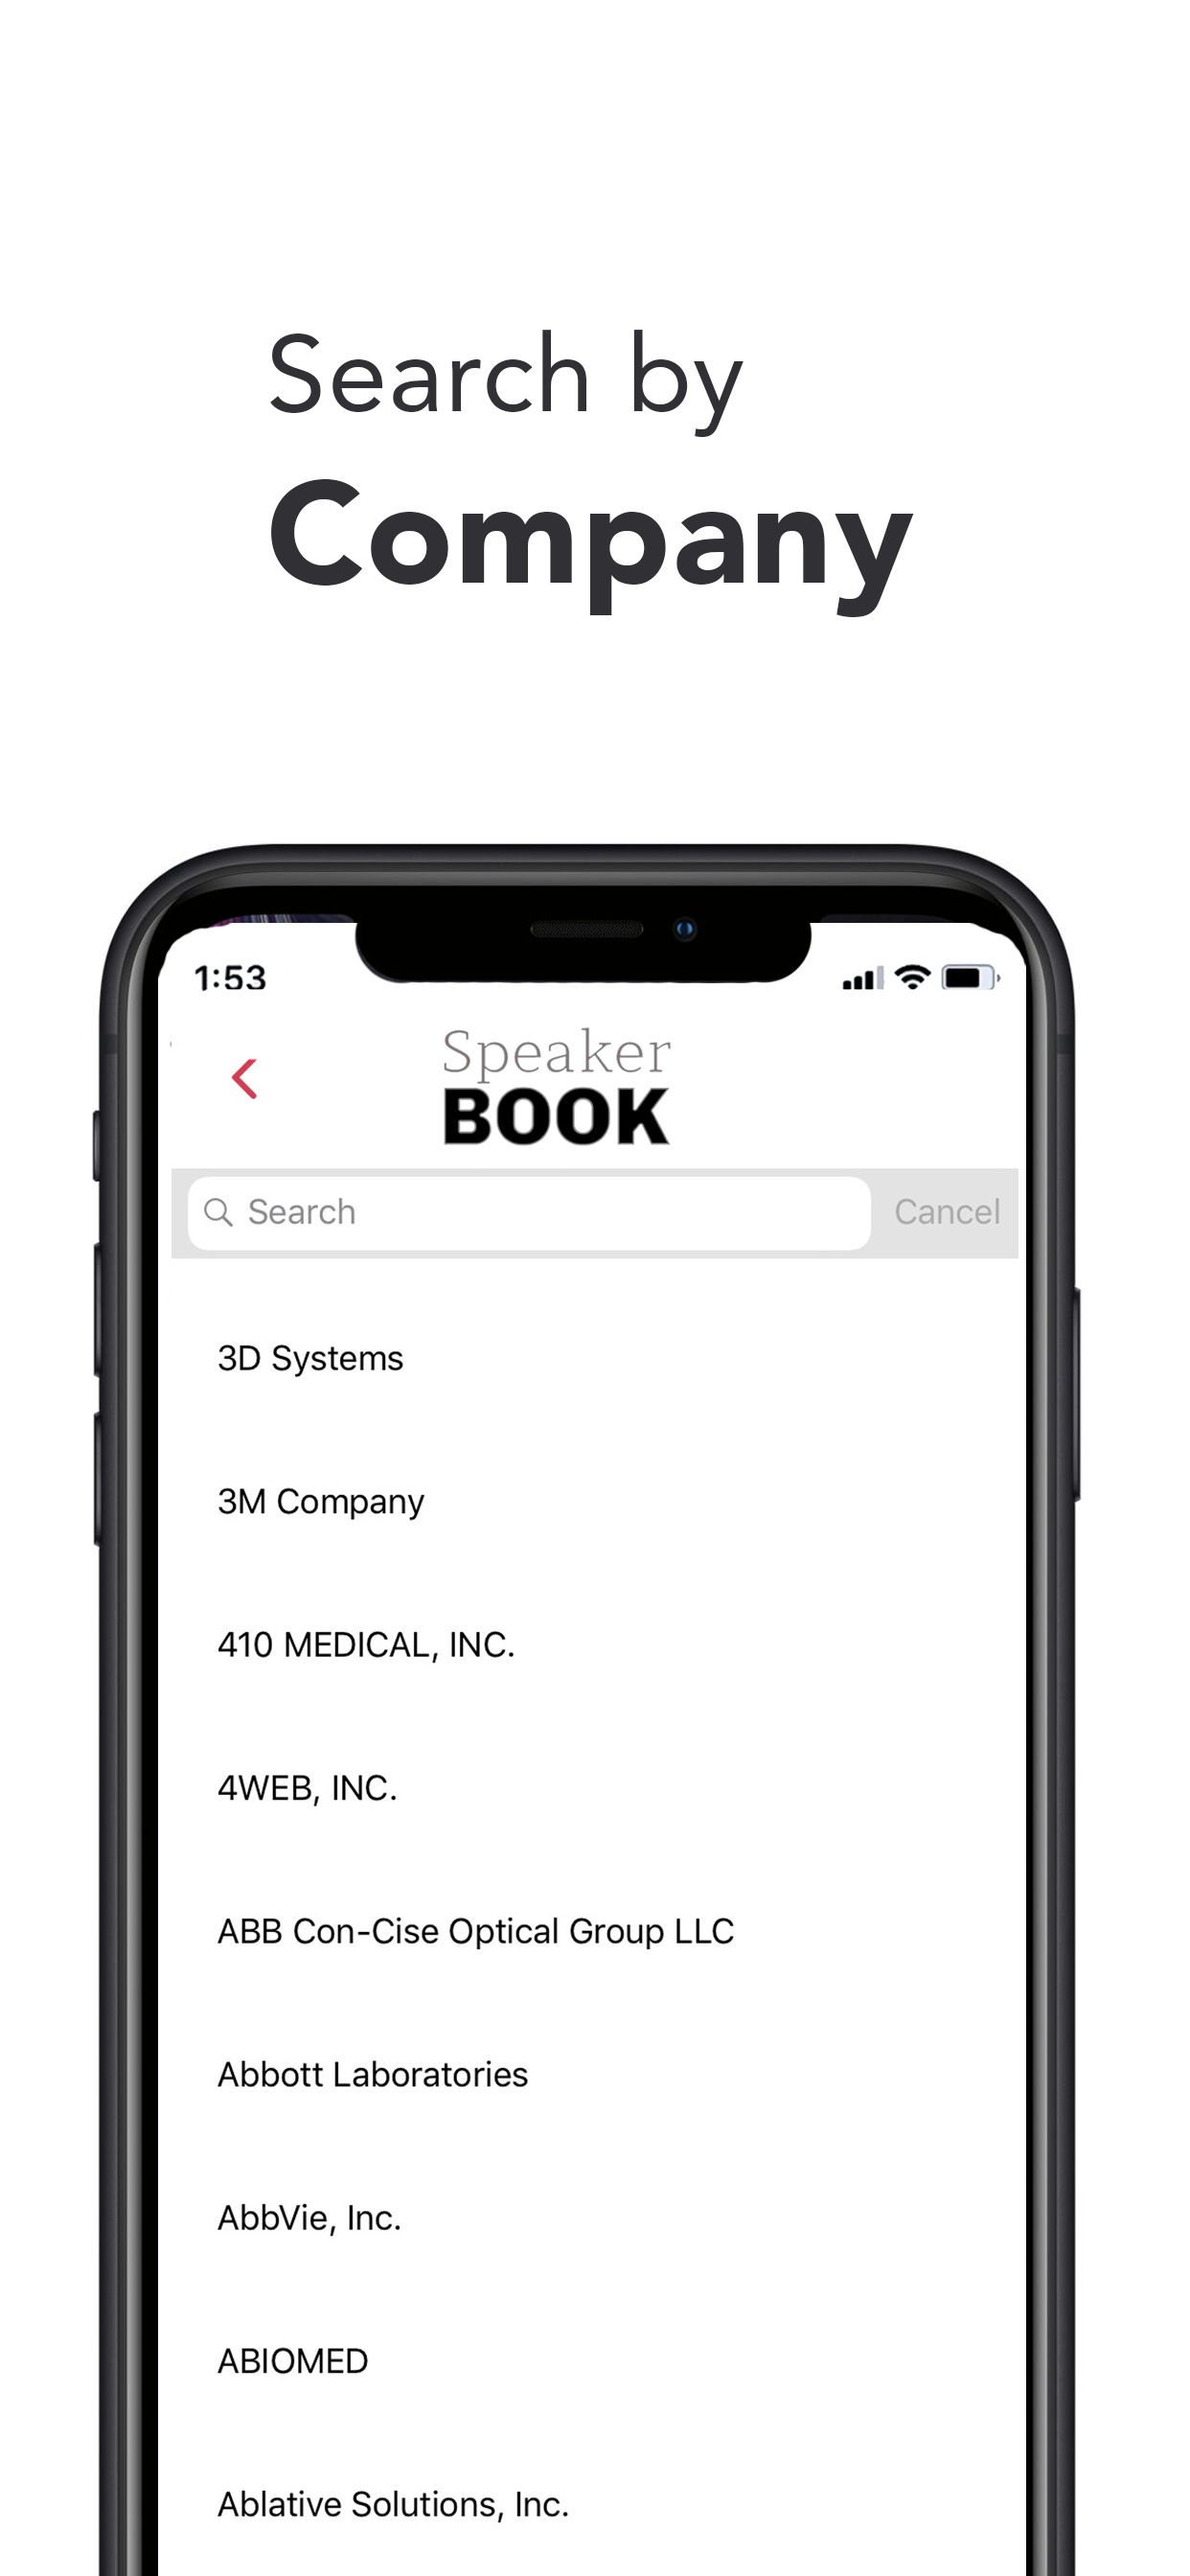 Search by
Company
1:53
Speaker
BOOK
Search
Cancel
3D Systems
3M Company
410 MEDICAL, INC.
4WEB, INC.
ABB Con-Cise Optical Group LLC
Abbott Laboratories
AbbVie, Inc.
ABIOMED
Ablative Solutions, Inc.